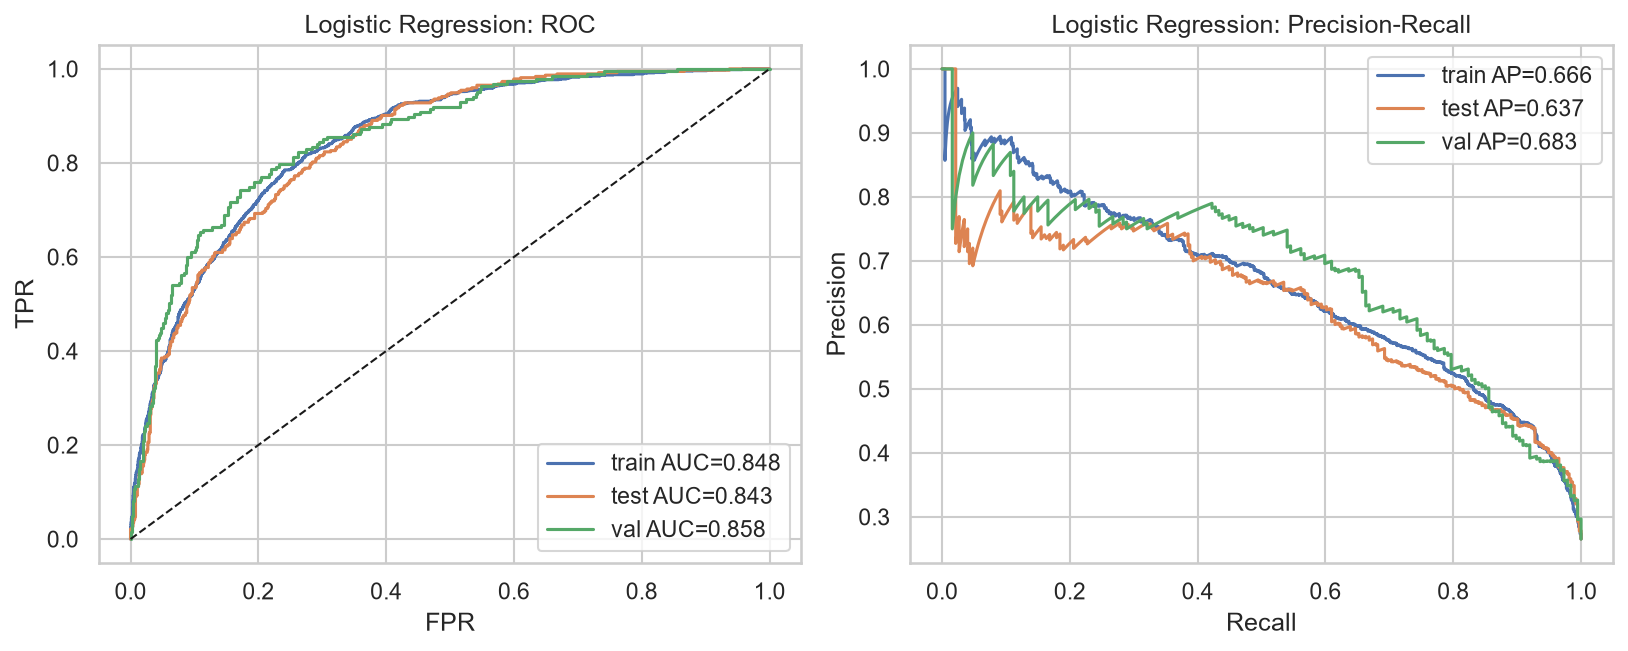 Logistic Regression: ROC
TPR
1.0
0.8
0.6
0.4
0.2
0.0
train AUC=0.848
test AUC=0.843
val AUC=0.858
0.0 0.2 0.4 0.6 0.8 1.0
FPR
Logistic Regression: Precision-Recall
Precision
1.0
0.9
0.8
0.7
0.6
0.5
0.4
0.3
train AP=0.666
test AP=0.637
val AP=0.683
0.0 0.2 0.4 0.6 0.8 1.0
Recall